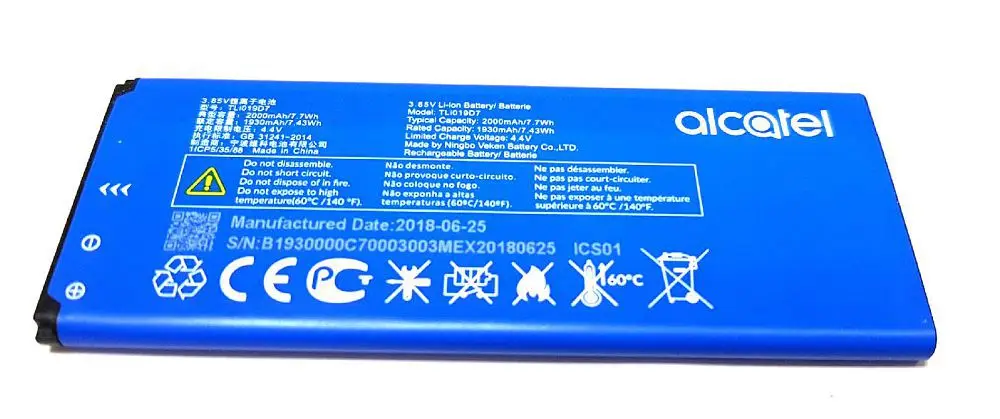 3.85V锂离子电池
型号: TLi019D7
典型容量: 2000mAh/7.7Wh
额定容量: 1930mAh/7.43Wh
充电限制电压: 4.4V
执行标准: GB 31241-2014
制造商: 宁波维科电池有限公司
1ICP5/35/88 Made in China
3.85V Li-ion Battery/ Batterie
Model: TLi019D7
Typical Capacity: 2000mAh/7.7Wh
Rated Capacity: 1930mAh/7.43Wh
Limited Charge Voltage: 4.4V
Made by Ningbo Veken Battery Co.,LTD.
Rechargeable Battery/ Batterie
alcatel
Do not disassemble.
Do not short circuit.
Do not dispose of in fire.
Do not expose to high
temperature(60°C /140 °F).
Não desmonte.
Não provoque curto-circuito.
Não coloque no fogo.
Não exponha a altas
temperaturas (60°C/140°F).
Ne pas désassembler.
Ne pas pas court-circuiter.
Ne pas jeter au feu.
Ne pas exposer à une température
supérieure à 60°C /140°F.
Manufactured Date:2018-06-25
S/N:B1930000C70003003MEX20180625 ICS01
CE
60°C